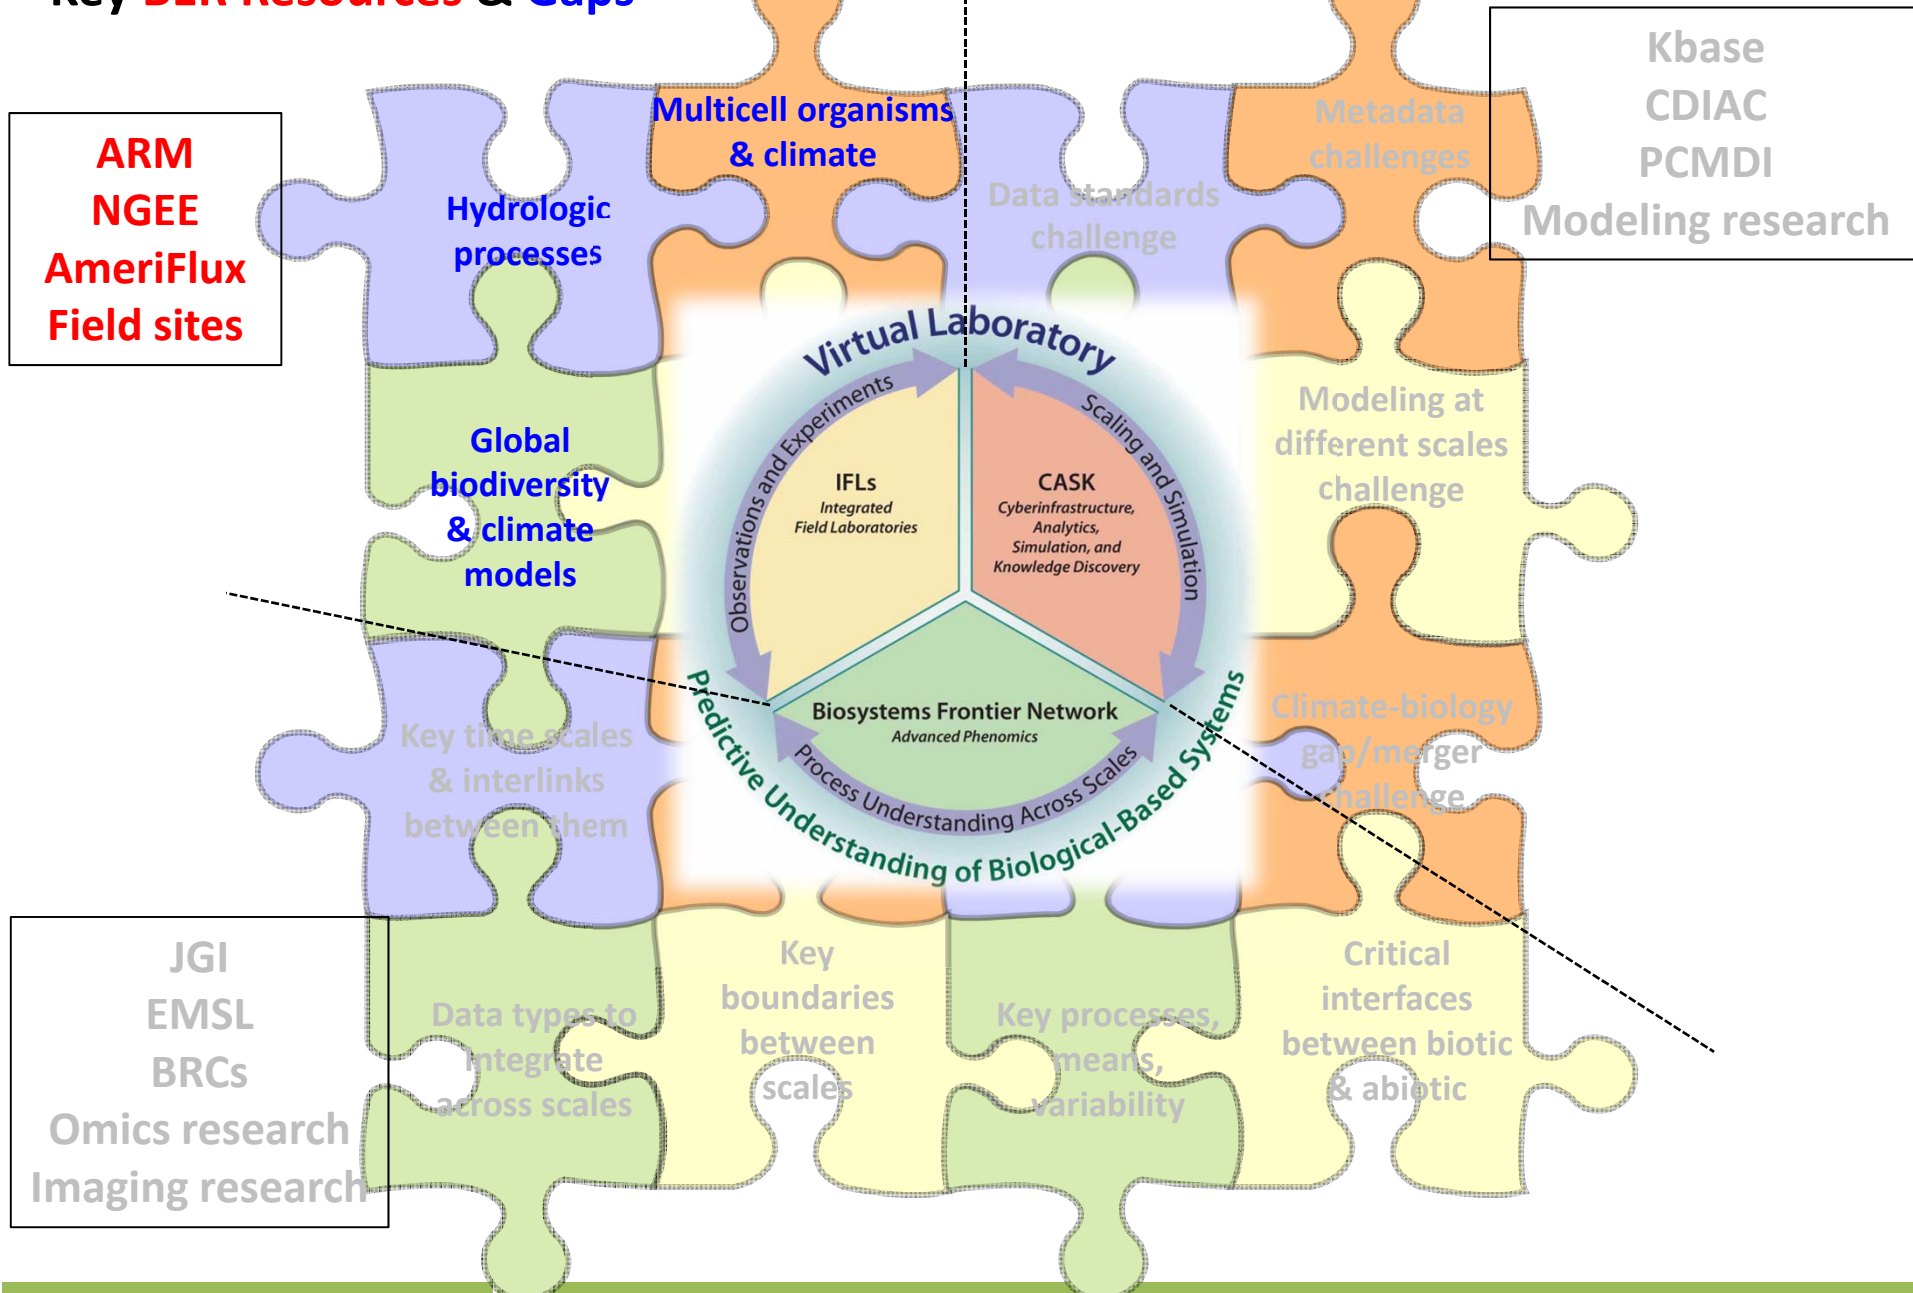 Key BER Resources & Gaps
ARM
NGEE
AmeriFlux
Field sites
Kbase
CDIAC
PCMDI
Modeling research
Multicell organisms
& climate
Metadata
challenges
Hydrologic
processes
Data standards
challenge
Global
biodiversity
& climate
models
Modeling at
different scales
challenge
Virtual Laboratory
Observations and Experiments
Scaling and Simulation
IFLs
Integrated
Field Laboratories
CASK
Cyberinfrastructure,
Analytics,
Simulation, and
Knowledge Discovery
Biosystems Frontier Network
Advanced Phenomics
Process Understanding Across Scales
Predictive Understanding of Biological-Based Systems
Key time scales
& interlinks
between them
Climate-biology
gap/merger
challenge
JGI
EMSL
BRCs
Omics research
Imaging research
Data types to
Integrate
across scales
Key
boundaries
between
scales
Key processes,
means,
variability
Critical
interfaces
between biotic
& abiotic